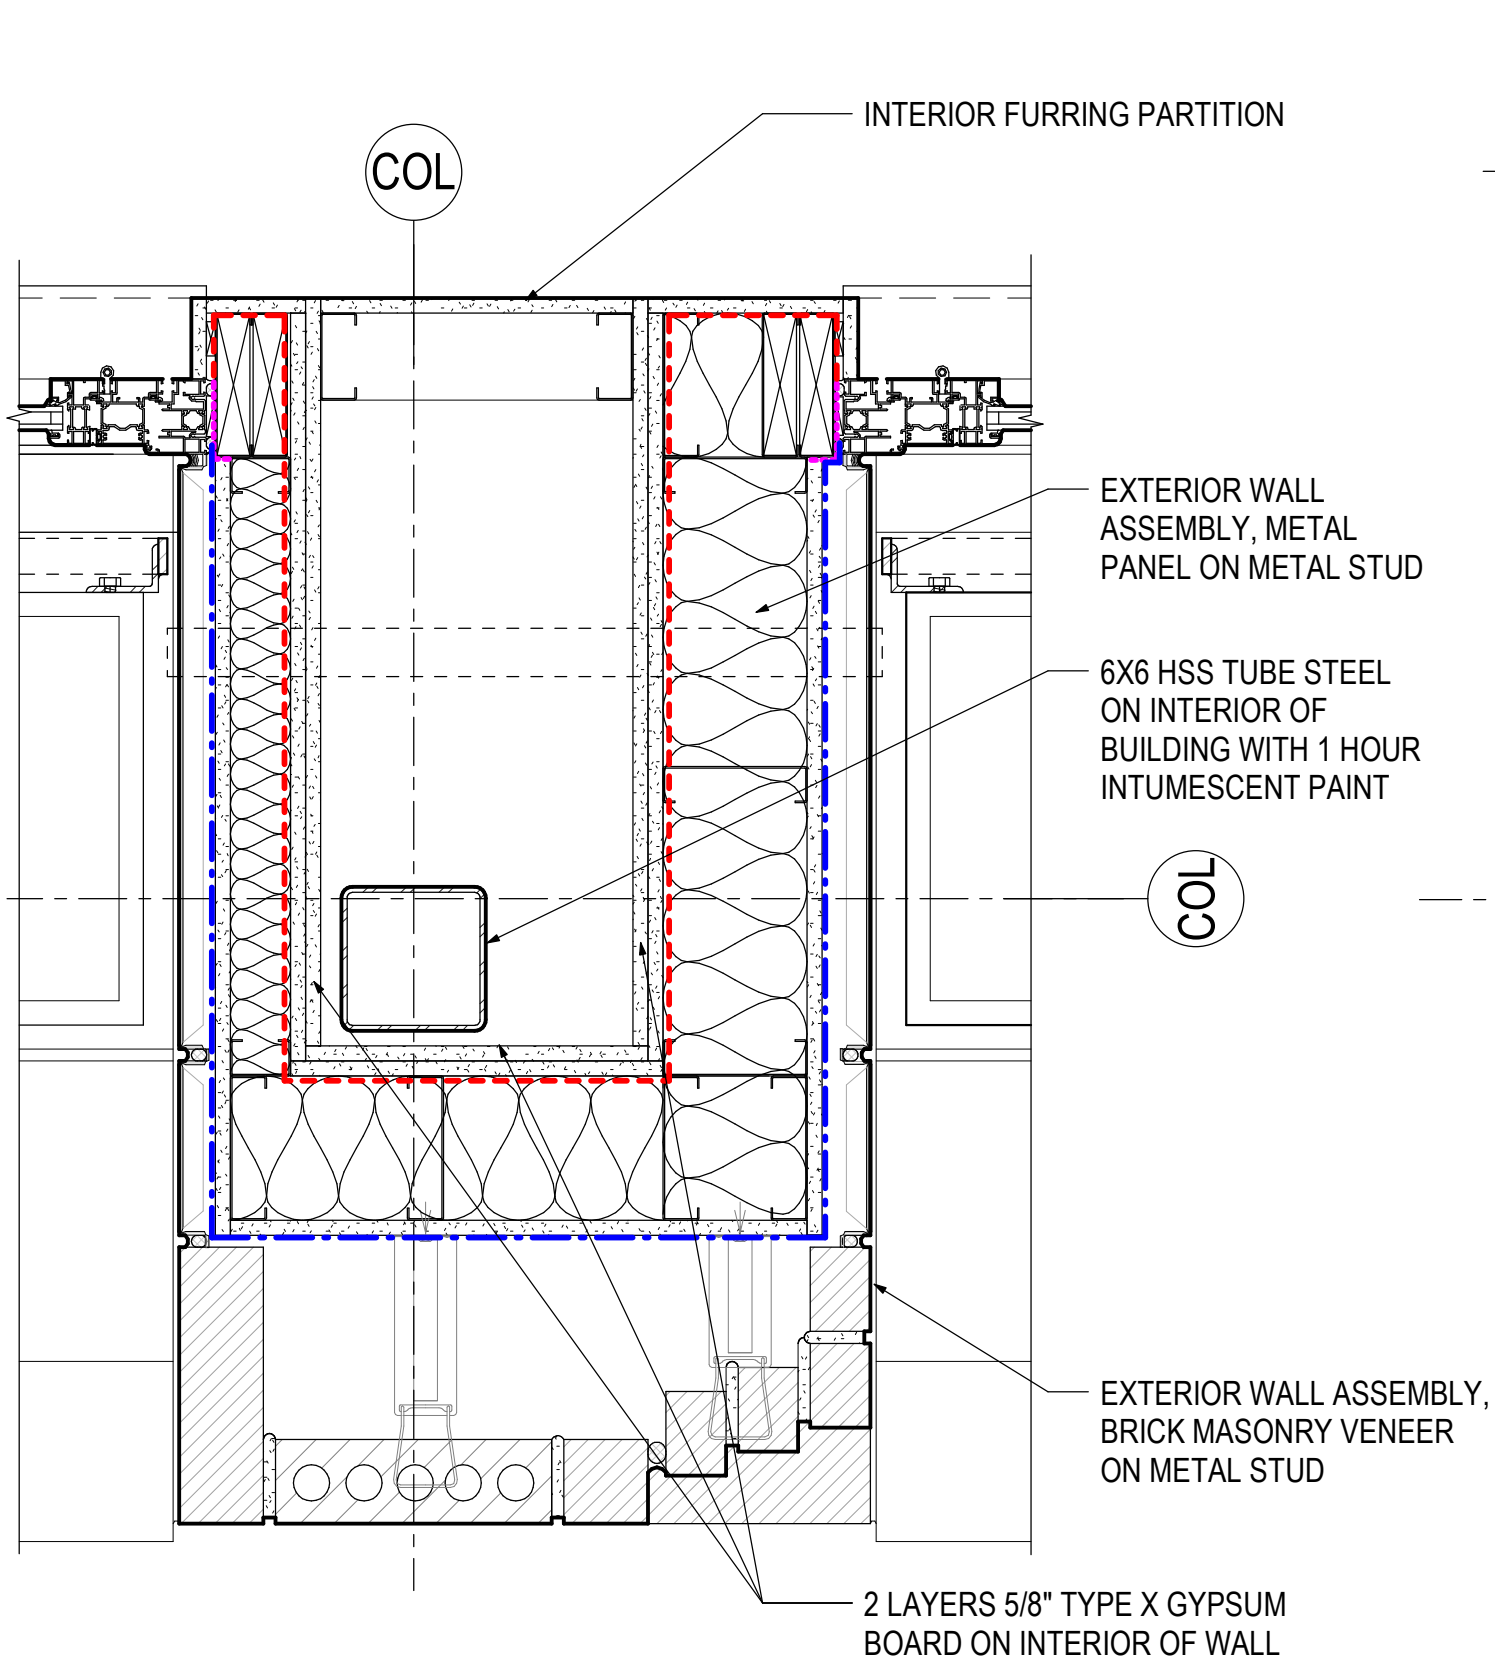 INTERIOR FURRING PARTITION
COL
EXTERIOR WALL
ASSEMBLY, METAL
PANEL ON METAL STUD
6X6 HSS TUBE STEEL
ON INTERIOR OF
BUILDING WITH 1 HOUR
INTUMESCENT PAINT
COL
EXTERIOR WALL ASSEMBLY,
BRICK MASONRY VENEER
ON METAL STUD
2 LAYERS 5/8" TYPE X GYPSUM
BOARD ON INTERIOR OF WALL